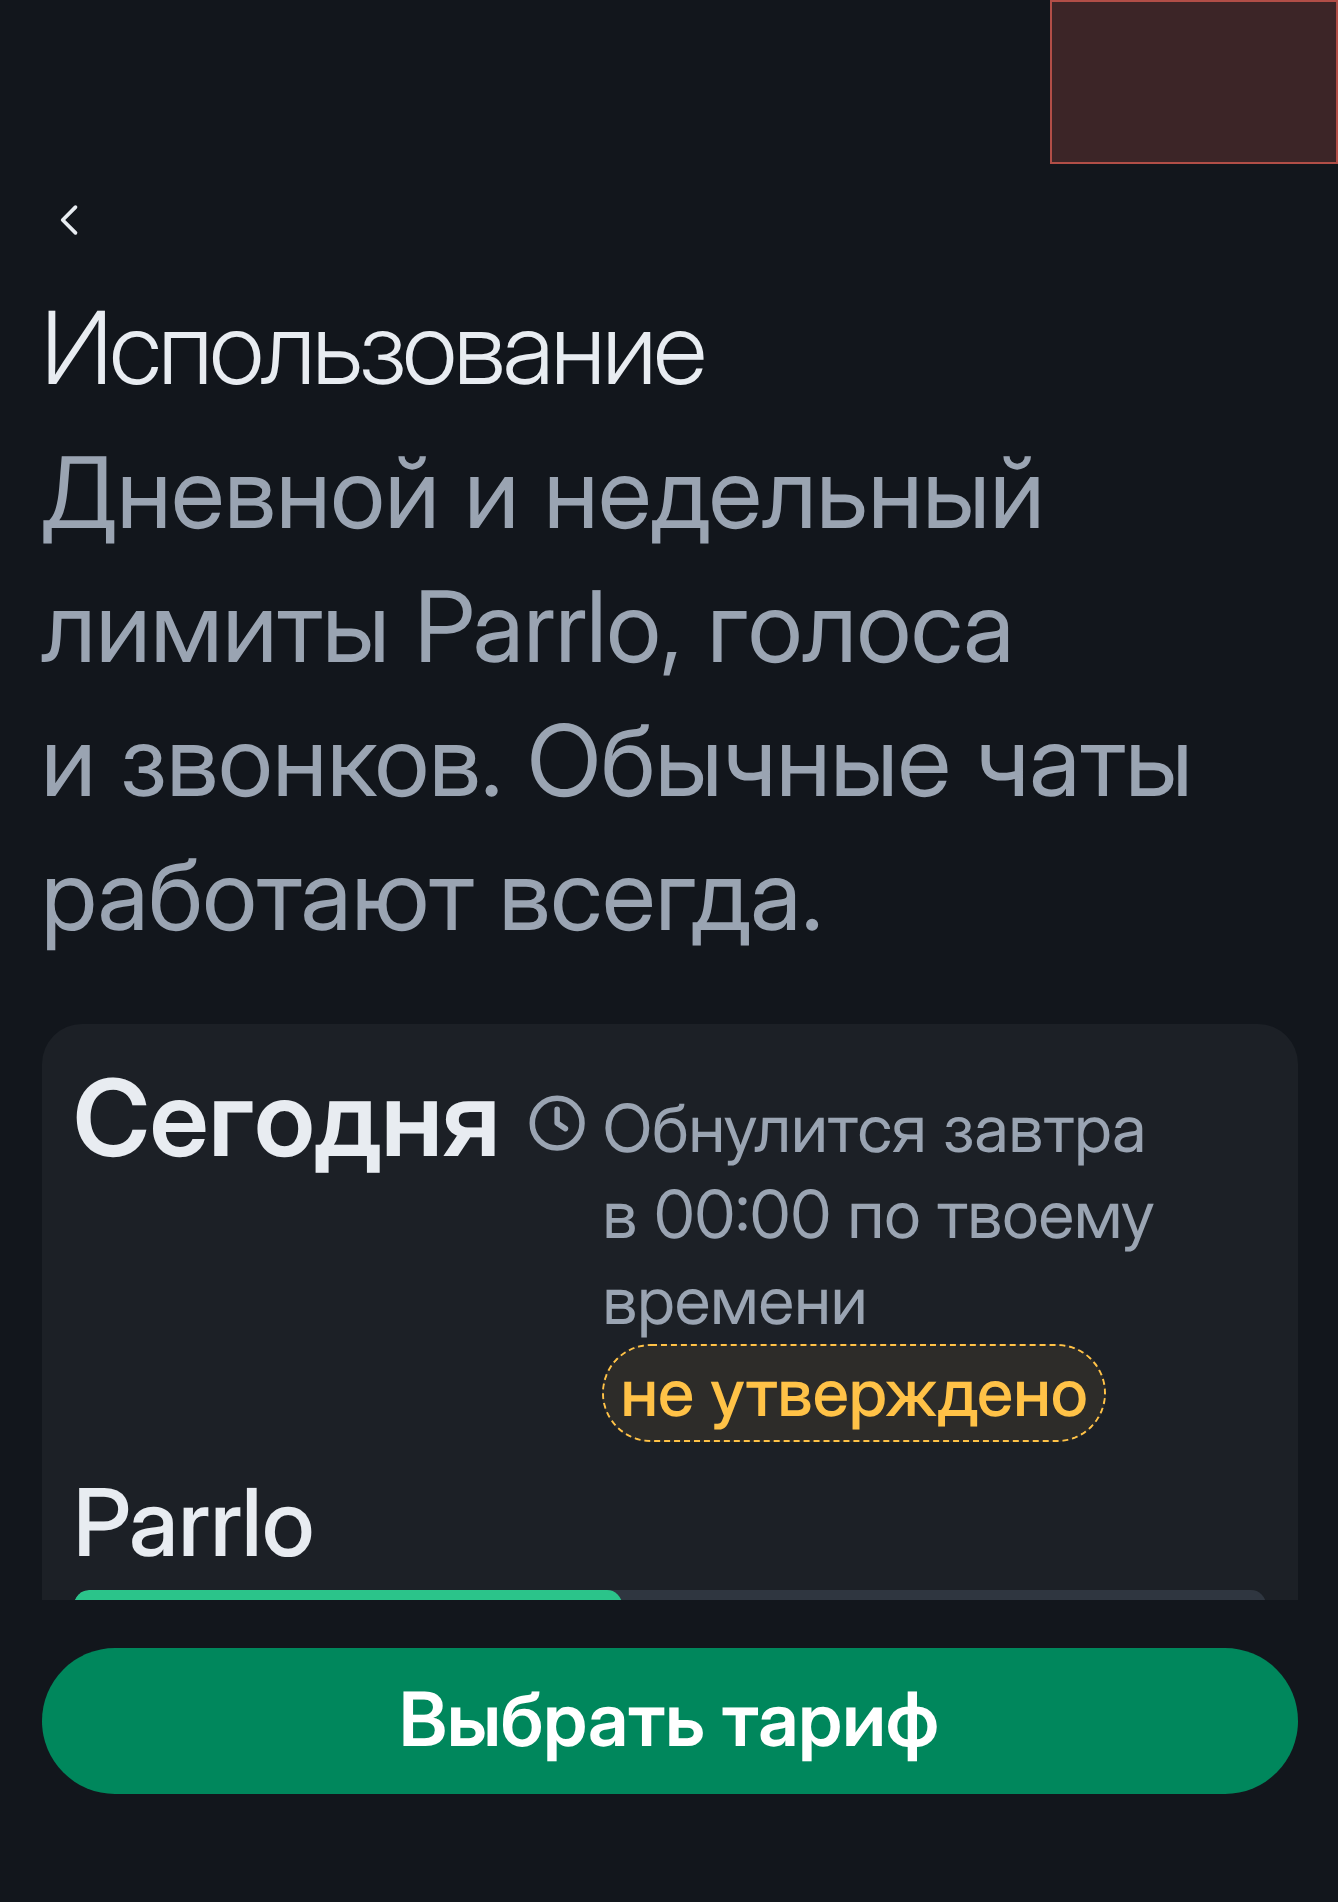 Использование
Дневной и недельный
лимиты Parrlo, голоса
и звонков. Обычные чаты
работают всегда.
Сегодня
Обнулится завтра
в 00:00 по твоему
времени
не утверждено
Parrlo
Выбрать тариф